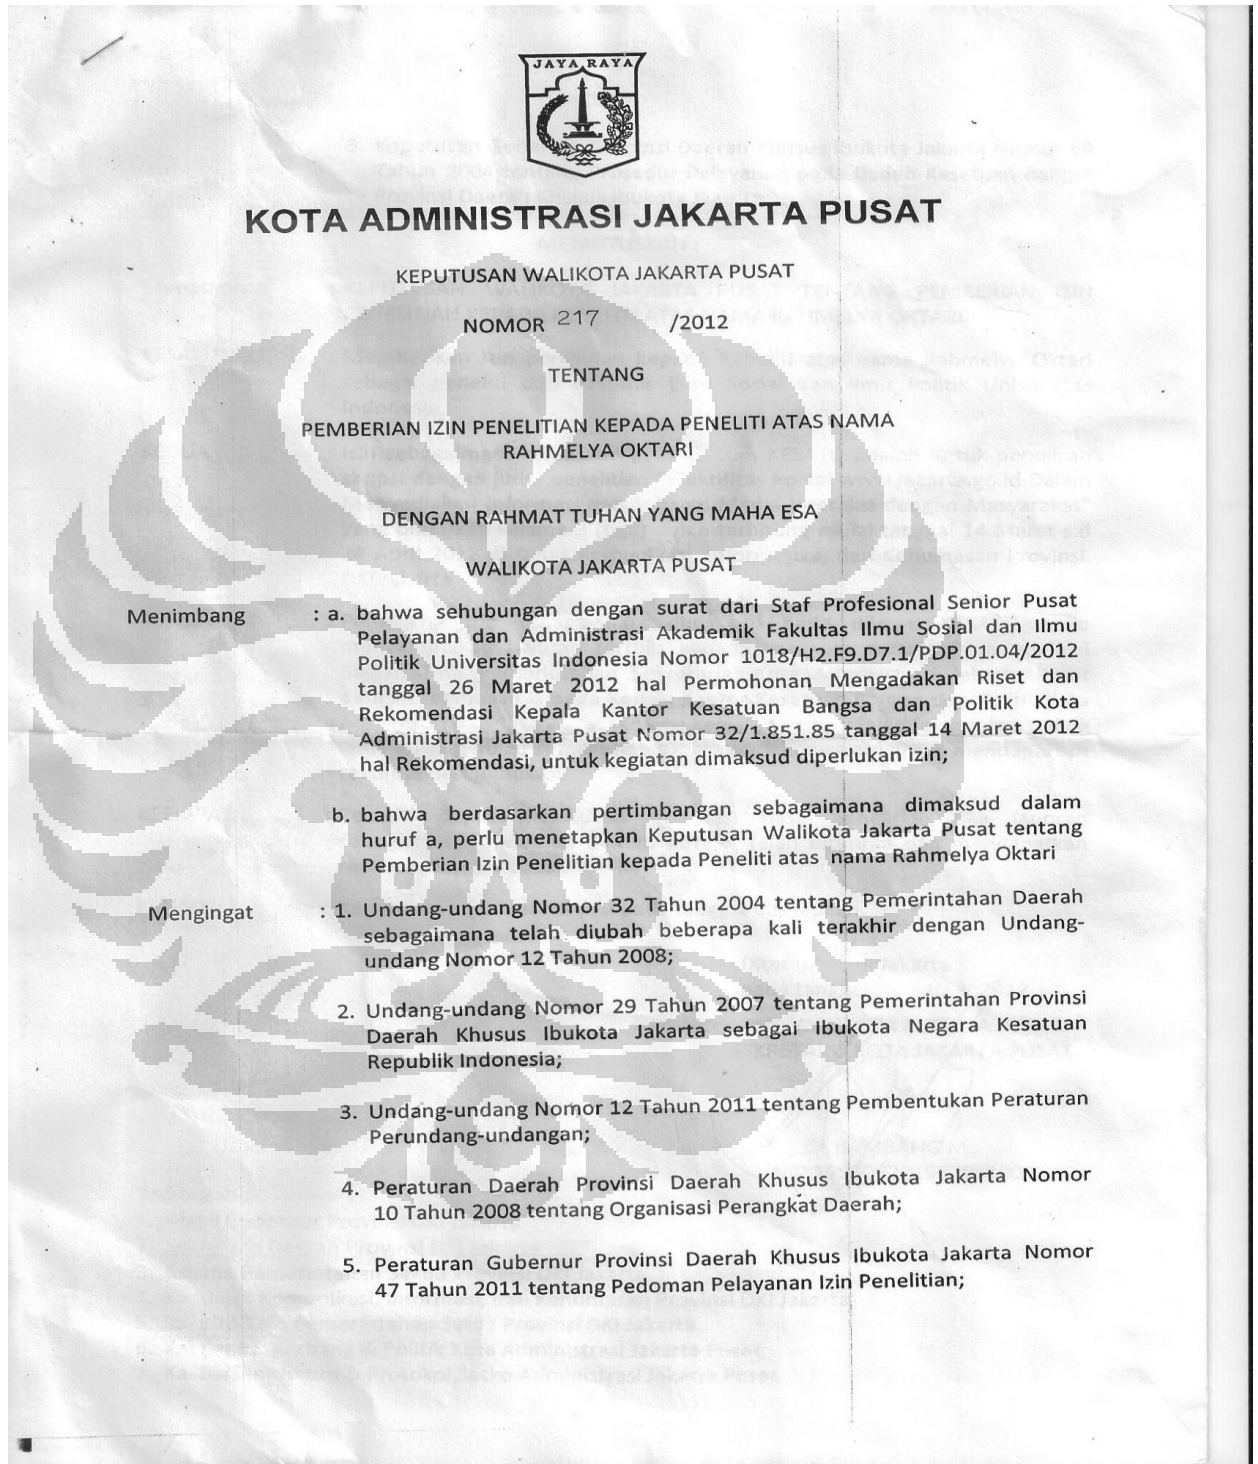 JAYA RAYA
KOTA ADMINISTRASI JAKARTA PUSAT
KEPUTUSAN WALIKOTA JAKARTA PUSAT
NOMOR 217 /2012
TENTANG
PEMBERIAN IZIN PENELITIAN KEPADA PENELITI ATAS NAMA
RAHMELYA OKTARI
DENGAN RAHMAT TUHAN YANG MAHA ESA
WALIKOTA JAKARTA PUSAT
Menimbang : a. bahwa sehubungan dengan surat dari Staf Profesional Senior Pusat
Pelayanan dan Administrasi Akademik Fakultas Ilmu Sosial dan Ilmu
Politik Universitas Indonesia Nomor 1018/H2.F9.D7.1/PDP.01.04/2012
tanggal 26 Maret 2012 hal Permohonan Mengadakan Riset dan
Rekomendasi Kepala Kantor Kesatuan Bangsa dan Politik Kota
Administrasi Jakarta Pusat Nomor 32/1.851.85 tanggal 14 Maret 2012
hal Rekomendasi, untuk kegiatan dimaksud diperlukan izin;
b. bahwa berdasarkan pertimbangan sebagaimana dimaksud dalam
huruf a, perlu menetapkan Keputusan Walikota Jakarta Pusat tentang
Pemberian Izin Penelitian kepada Peneliti atas nama Rahmelya Oktari
Mengingat : 1. Undang-undang Nomor 32 Tahun 2004 tentang Pemerintahan Daerah
sebagaimana telah diubah beberapa kali terakhir dengan Undang-
undang Nomor 12 Tahun 2008;
2. Undang-undang Nomor 29 Tahun 2007 tentang Pemerintahan Provinsi
Daerah Khusus Ibukota Jakarta sebagai Ibukota Negara Kesatuan
Republik Indonesia;
3. Undang-undang Nomor 12 Tahun 2011 tentang Pembentukan Peraturan
Perundang-undangan;
4. Peraturan Daerah Provinsi Daerah Khusus Ibukota Jakarta Nomor
10 Tahun 2008 tentang Organisasi Perangkat Daerah;
5. Peraturan Gubernur Provinsi Daerah Khusus Ibukota Jakarta Nomor
47 Tahun 2011 tentang Pedoman Pelayanan Izin Penelitian;